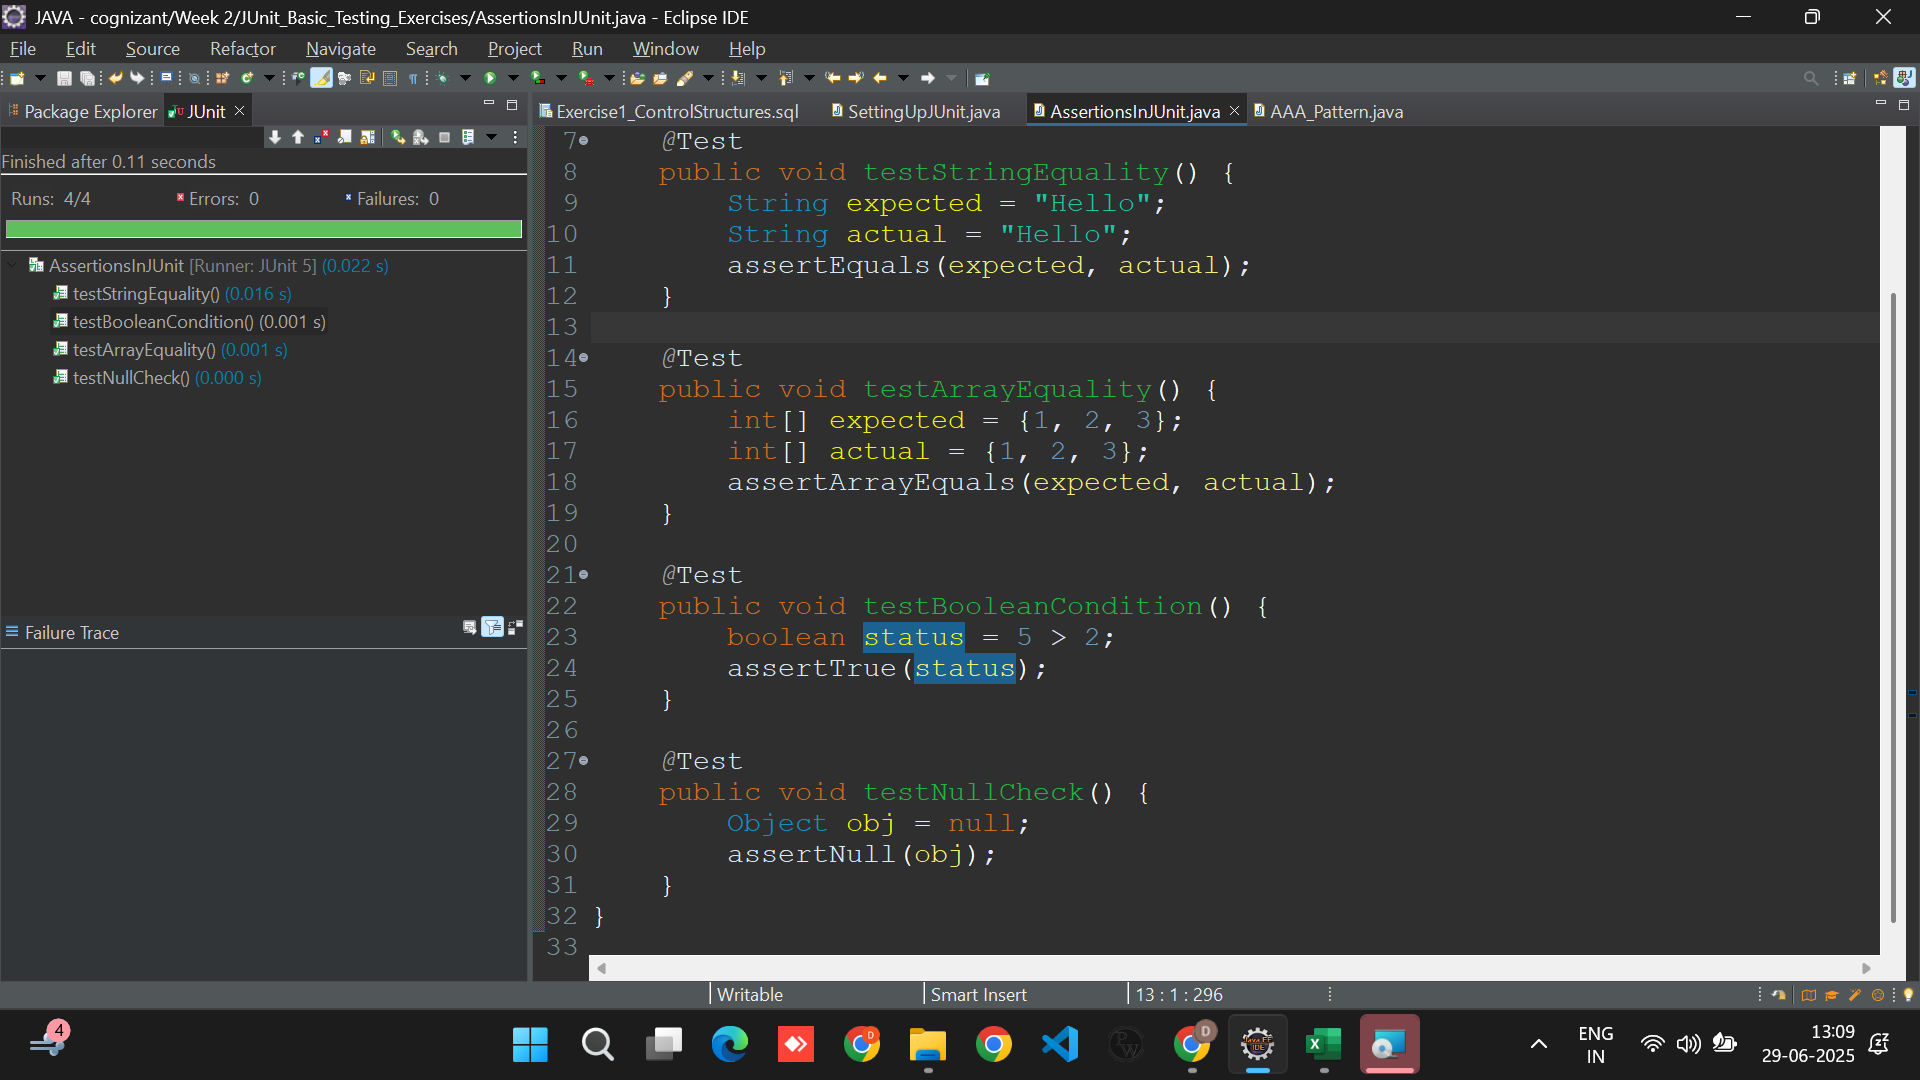 JAVA - cognizant/Week 2/JUnit_Basic_Testing_Exercises/AssertionsInJUnit.java - Eclipse IDE
File Edit Source Refactor Navigate Search Project Run Window Help
Package Explorer JUnit
Exercise1_ControlStructures.sql SettingUpJUnit.java AssertionsInJUnit.java AAA_Pattern.java
Finished after 0.11 seconds
Runs: 4/4 Errors: 0 Failures: 0
AssertionsInJUnit [Runner: JUnit 5] (0.022 s)
testStringEquality() (0.016 s)
testBooleanCondition() (0.001 s)
testArrayEquality() (0.001 s)
testNullCheck() (0.000 s)
Failure Trace
7 @Test
8 public void testStringEquality() {
9 String expected = "Hello";
10 String actual = "Hello";
11 assertEquals(expected, actual);
12 }
13
14 @Test
15 public void testArrayEquality() {
16 int[] expected = {1, 2, 3};
17 int[] actual = {1, 2, 3};
18 assertArrayEquals(expected, actual);
19 }
20
21 @Test
22 public void testBooleanCondition() {
23 boolean status = 5 > 2;
24 assertTrue(status);
25 }
26
27 @Test
28 public void testNullCheck() {
29 Object obj = null;
30 assertNull(obj);
31 }
32 }
33
Writable Smart Insert 13 : 1 : 296
4
ENG
IN
13:09
29-06-2025